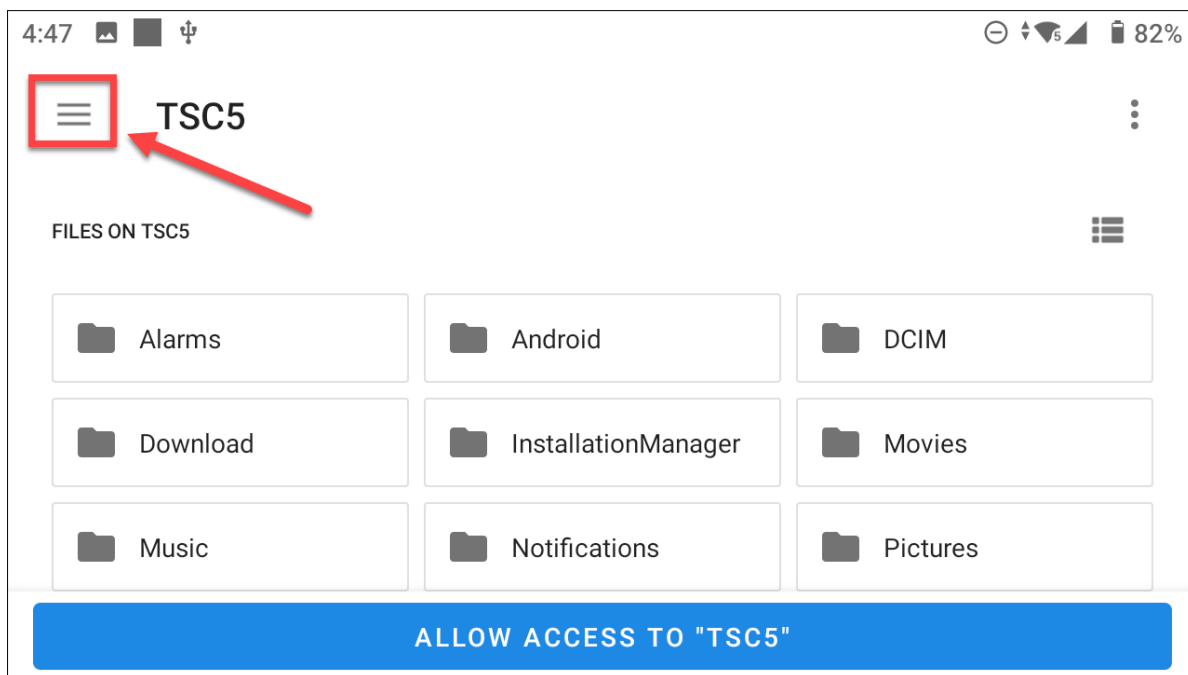 4:47 5 82%
TSC5
FILES ON TSC5
Alarms Android DCIM
Download InstallationManager Movies
Music Notifications Pictures
ALLOW ACCESS TO "TSC5"